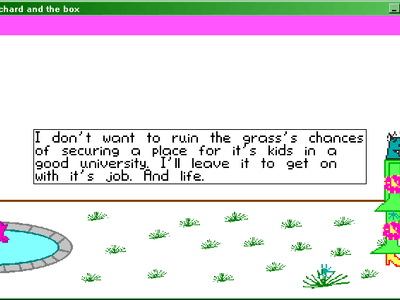 chard and the box
I don't want to ruin the grass's chances
of securing a place for it's kids in a
good university. I'll leave it to get on
with it's job. And life.